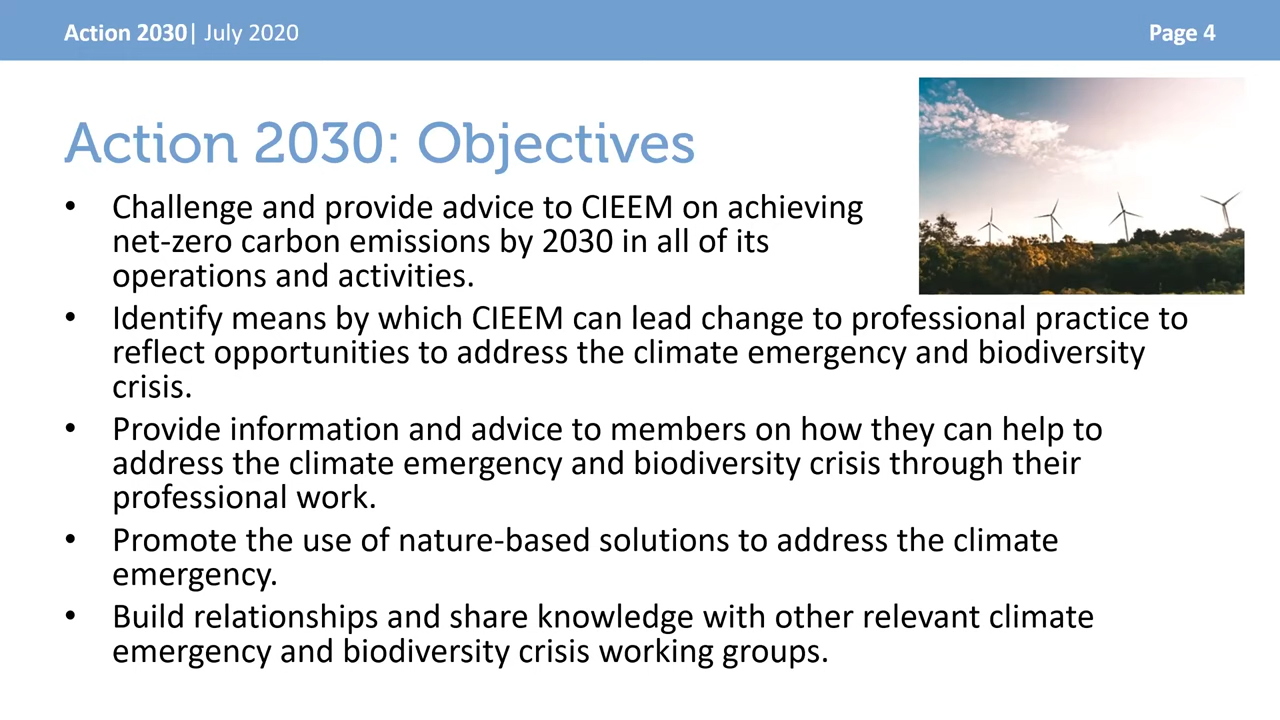 Action 2030| July 2020
Page 4
Action 2030: Objectives
• Challenge and provide advice to CIEEM on achieving
net-zero carbon emissions by 2030 in all of its
operations and activities.
• Identify means by which CIEEM can lead change to professional practice to
reflect opportunities to address the climate emergency and biodiversity
crisis.
• Provide information and advice to members on how they can help to
address the climate emergency and biodiversity crisis through their
professional work.
• Promote the use of nature-based solutions to address the climate
emergency.
• Build relationships and share knowledge with other relevant climate
emergency and biodiversity crisis working groups.